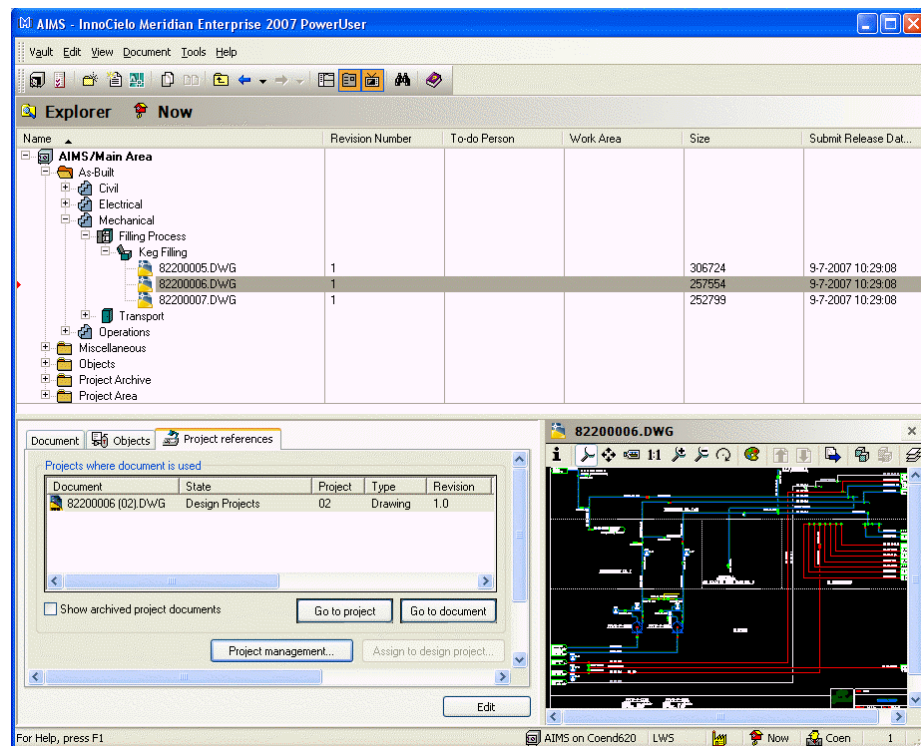 AIMS - InnoCielo Meridian Enterprise 2007 PowerUser
Vault Edit View Document Tools Help
1:1
Explorer Now
Name Revision Number To-do Person Work Area Size Submit Release Dat...
AIMS/Main Area
As-Built
Civil
Electrical
Mechanical
Filling Process
Keg Filling
82200005.DWG 1 306724 9-7-2007 10:29:08
82200006.DWG 1 257554 9-7-2007 10:29:08
82200007.DWG 1 252799 9-7-2007 10:29:08
Transport
Operations
Miscellaneous
Objects
Project Archive
Project Area
Document Objects Project references
Projects where document is used
Document State Project Type Revision
82200006 (02).DWG Design Projects 02 Drawing 1.0
Show archived project documents Go to project Go to document
Project management... Assign to design project...
Edit
82200006.DWG
For Help, press F1 AIMS on Coend620 LWS Now Coen 1